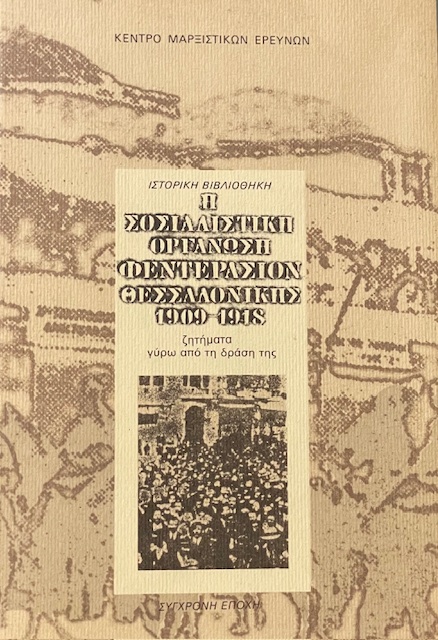 ΚΕΝΤΡΟ ΜΑΡΞΙΣΤΙΚΩΝ ΕΡΕΥΝΩΝ
ΙΣΤΟΡΙΚΗ ΒΙΒΛΙΟΘΗΚΗ
Η
ΣΟΣΙΑΛΙΣΤΙΚΗ
ΟΡΓΑΝΩΣΗ
ΦΕΝΤΕΡΑΣΙΟΝ
ΘΕΣΣΑΛΟΝΙΚΗΣ
1909-1918
ζητήματα
γύρω από τη δράση της
ΣΥΓΧΡΟΝΗ ΕΠΟΧΗ